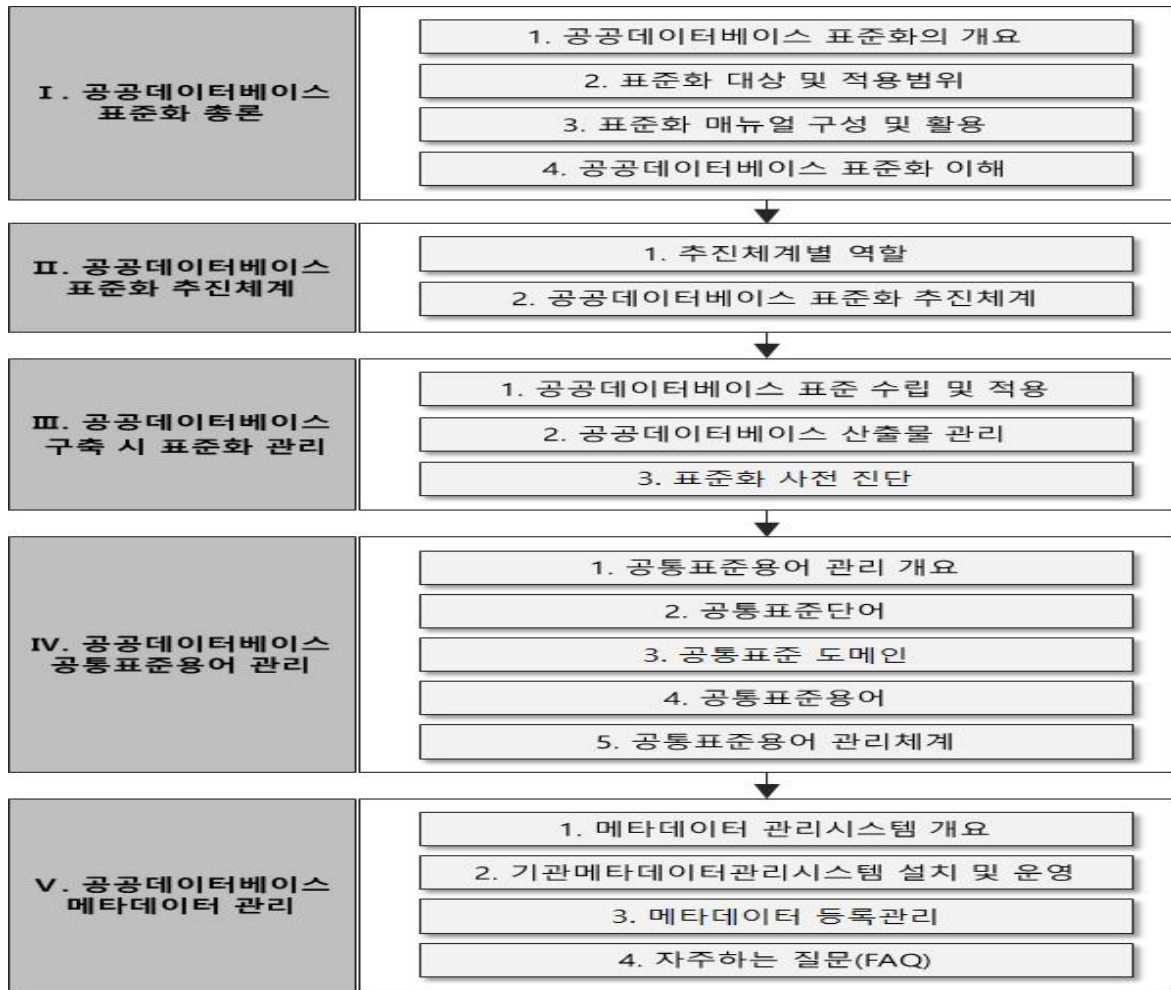 Ⅰ. 공공데이터베이스
표준화 총론
1. 공공데이터베이스 표준화의 개요
2. 표준화 대상 및 적용범위
3. 표준화 매뉴얼 구성 및 활용
4. 공공데이터베이스 표준화 이해
Ⅱ. 공공데이터베이스
표준화 추진체계
1. 추진체계별 역할
2. 공공데이터베이스 표준화 추진체계
Ⅲ. 공공데이터베이스
구축 시 표준화 관리
1. 공공데이터베이스 표준 수립 및 적용
2. 공공데이터베이스 산출물 관리
3. 표준화 사전 진단
Ⅳ. 공공데이터베이스
공통표준용어 관리
1. 공통표준용어 관리 개요
2. 공통표준단어
3. 공통표준 도메인
4. 공통표준용어
5. 공통표준용어 관리체계
Ⅴ. 공공데이터베이스
메타데이터 관리
1. 메타데이터 관리시스템 개요
2. 기관메타데이터관리시스템 설치 및 운영
3. 메타데이터 등록관리
4. 자주하는 질문(FAQ)